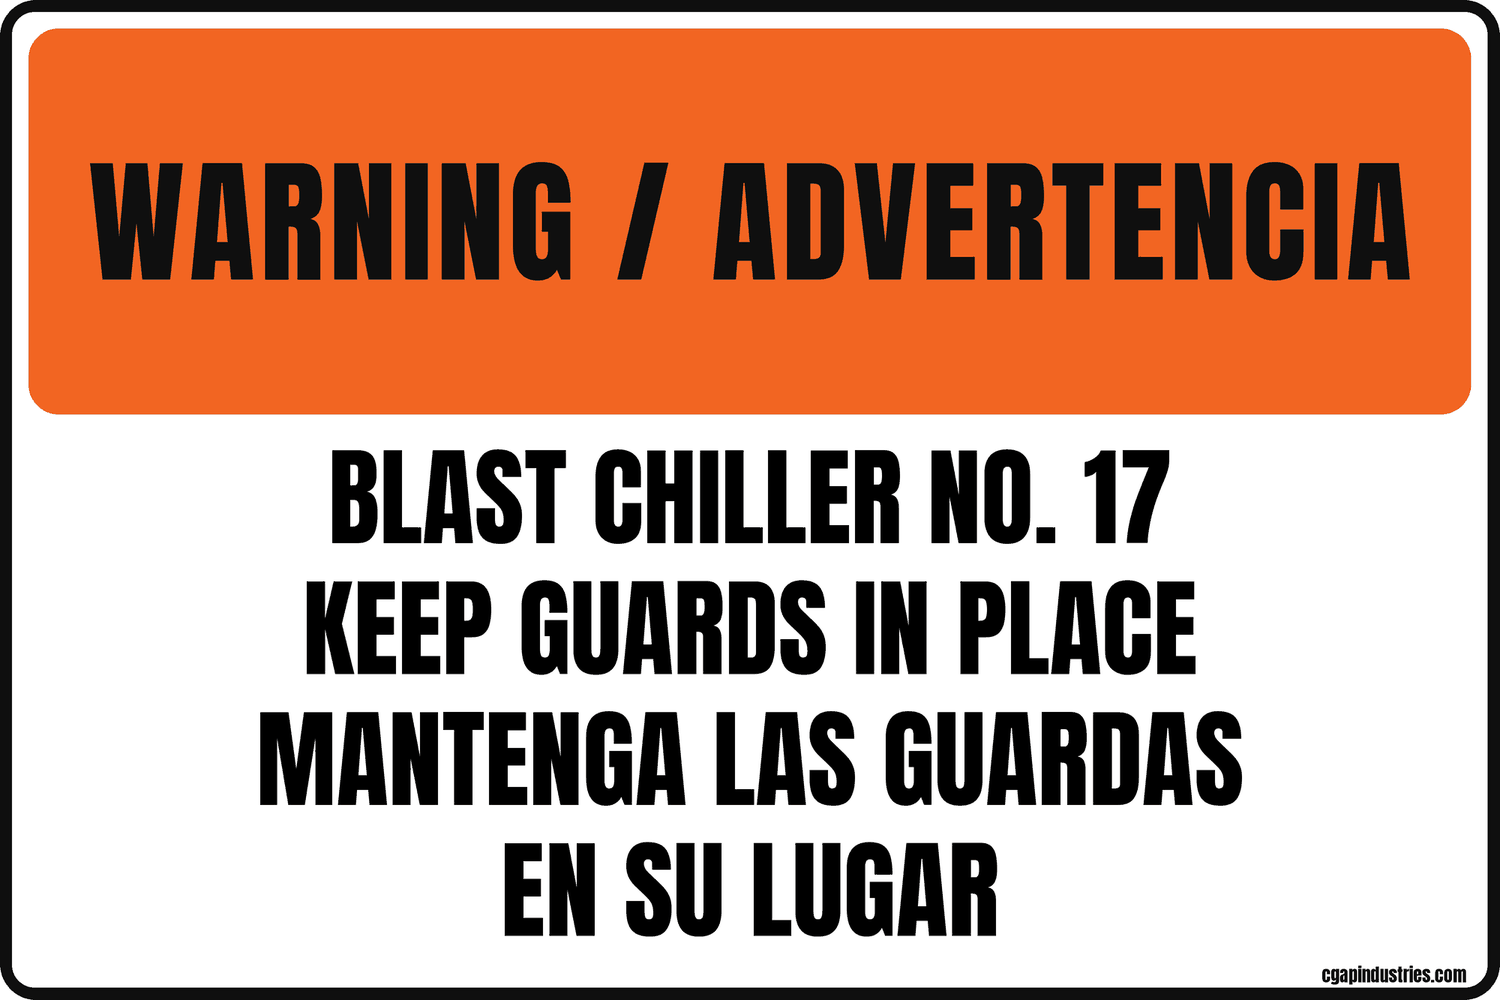 WARNING / ADVERTENCIA
BLAST CHILLER NO. 17
KEEP GUARDS IN PLACE
MANTENGA LAS GUARDAS
EN SU LUGAR
cgapindustries.com